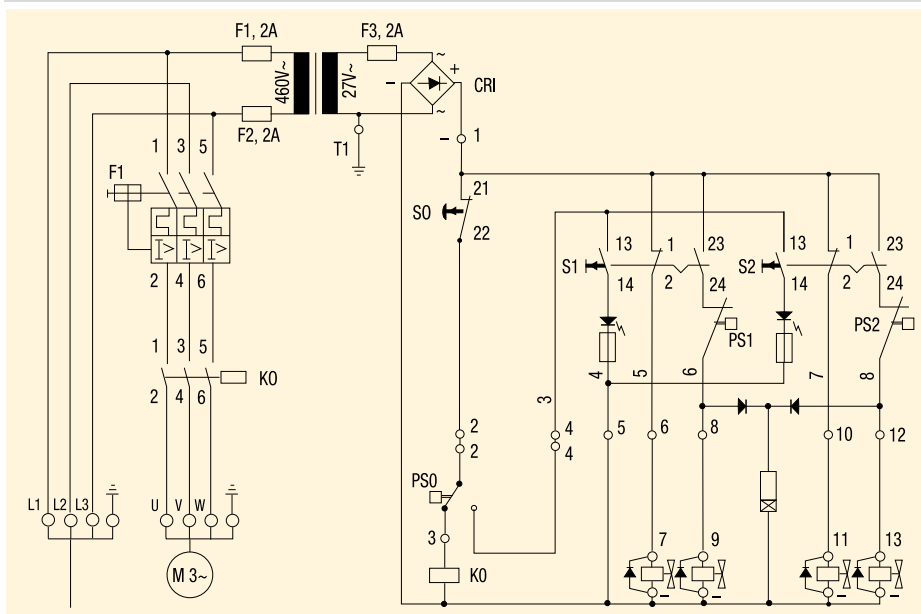 F1, 2A
F3, 2A
460V~
27V~
~
+
−
~
CRI
F2, 2A
T1
− 1
1 3 5
F1
I> I> I>
2 4 6
21
S0
22
13 1 23 13 1 23
S1 S2
14 2 24 14 2 24
PS1 PS2
1 3 5
K0
2 4 6
3 4 5 6 7 8
2 4 5 6 8 10 12
2 4
PS0
L1 L2 L3 U V W
3
7 9 11 13
M 3~
K0
− − − −